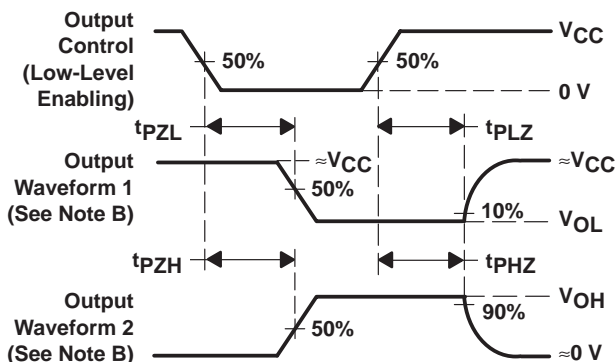 Output
Control
(Low-Level
Enabling)
50%
50%
VCC
0 V
tPZL
tPLZ
Output
Waveform 1
(See Note B)
≈VCC
50%
10%
≈VCC
VOL
tPZH
tPHZ
Output
Waveform 2
(See Note B)
50%
90%
VOH
≈0 V